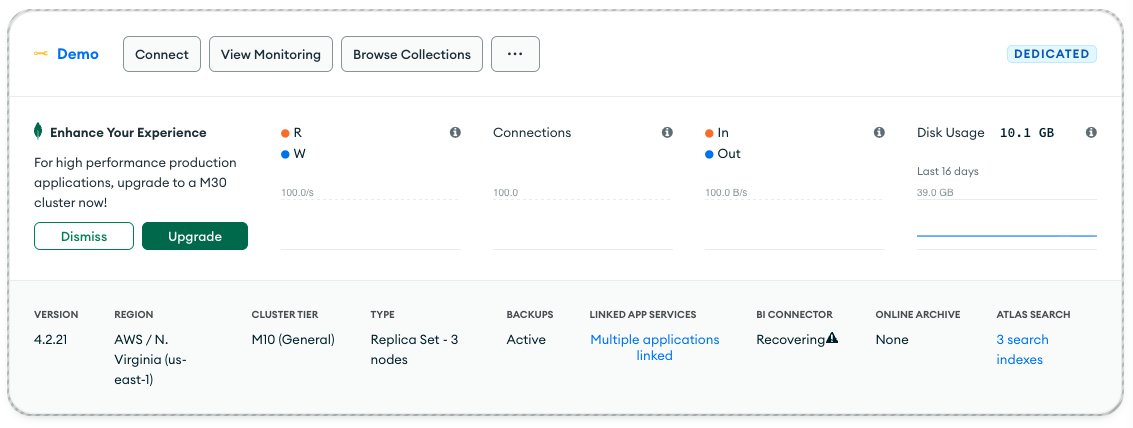 Demo
Connect
View Monitoring
Browse Collections
...
DEDICATED
Enhance Your Experience
For high performance production
applications, upgrade to a M30
cluster now!
Dismiss
Upgrade
R
W
100.0/s
Connections
100.0
In
Out
100.0 B/s
Disk Usage 10.1 GB
Last 16 days
39.0 GB
VERSION
4.2.21
REGION
AWS / N.
Virginia (us-
east-1)
CLUSTER TIER
M10 (General)
TYPE
Replica Set - 3
nodes
BACKUPS
Active
LINKED APP SERVICES
Multiple applications
linked
BI CONNECTOR
Recovering
ONLINE ARCHIVE
None
ATLAS SEARCH
3 search
indexes